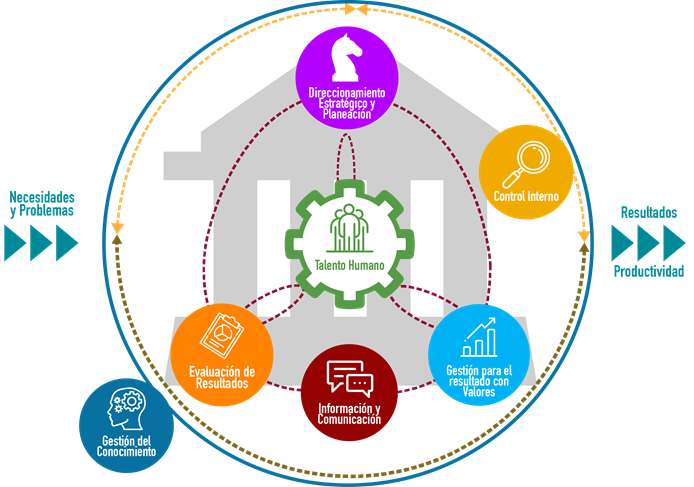 Direccionamiento
Estratégico y
Planeación
Control Interno
Necesidades
y Problemas
Resultados
Productividad
Talento Humano
Evaluación de
Resultados
Gestión para el
resultado con
Valores
Información y
Comunicación
Gestión del
Conocimiento